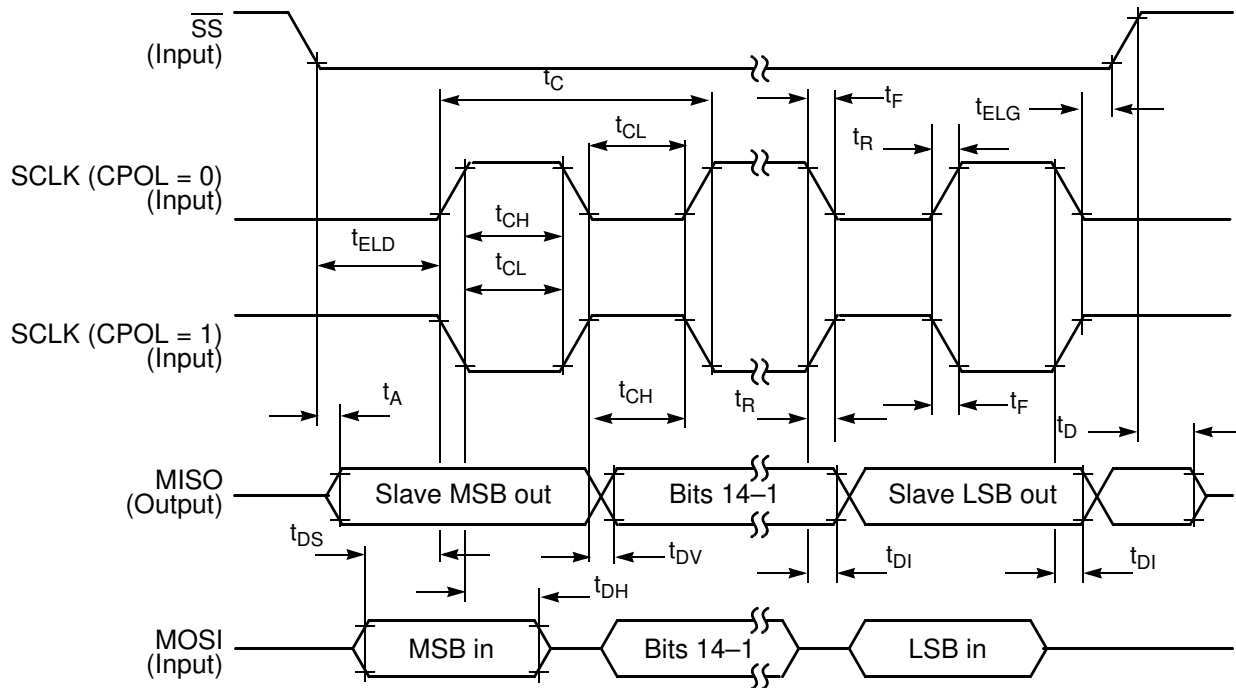 SS
(Input)
tC
tF
tELG
tCL
tR
SCLK (CPOL = 0)
(Input)
tCH
tELD
tCL
SCLK (CPOL = 1)
(Input)
tA
tCH
tR
tF
tD
MISO
(Output)
Slave MSB out
Bits 14–1
Slave LSB out
tDS
tDV
tDI
tDI
tDH
MOSI
(Input)
MSB in
Bits 14–1
LSB in